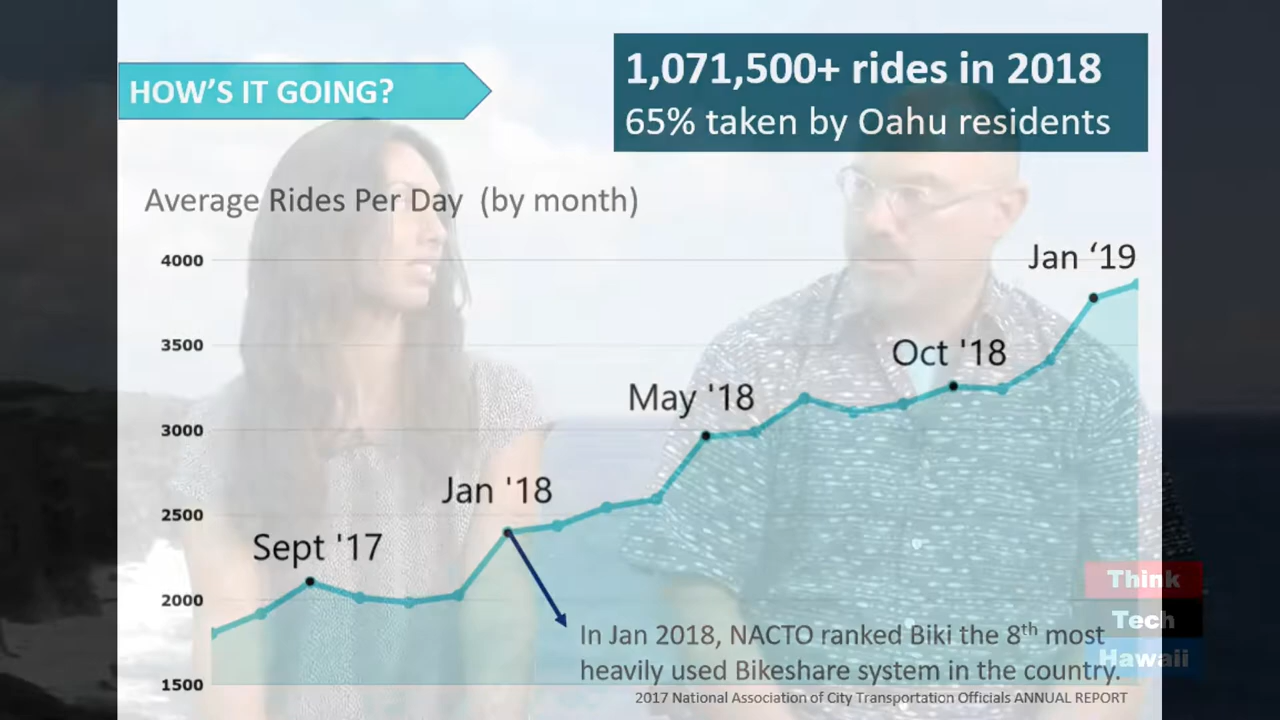 HOW'S IT GOING?
1,071,500+ rides in 2018
65% taken by Oahu residents
Average Rides Per Day (by month)
4000
3500
3000
2500
2000
1500
Sept '17
Jan '18
May '18
Oct '18
Jan ‘19
In Jan 2018, NACTO ranked Biki the 8th most
heavily used Bikeshare system in the country.
2017 National Association of City Transportation Officials ANNUAL REPORT
Think
Tech
Hawaii